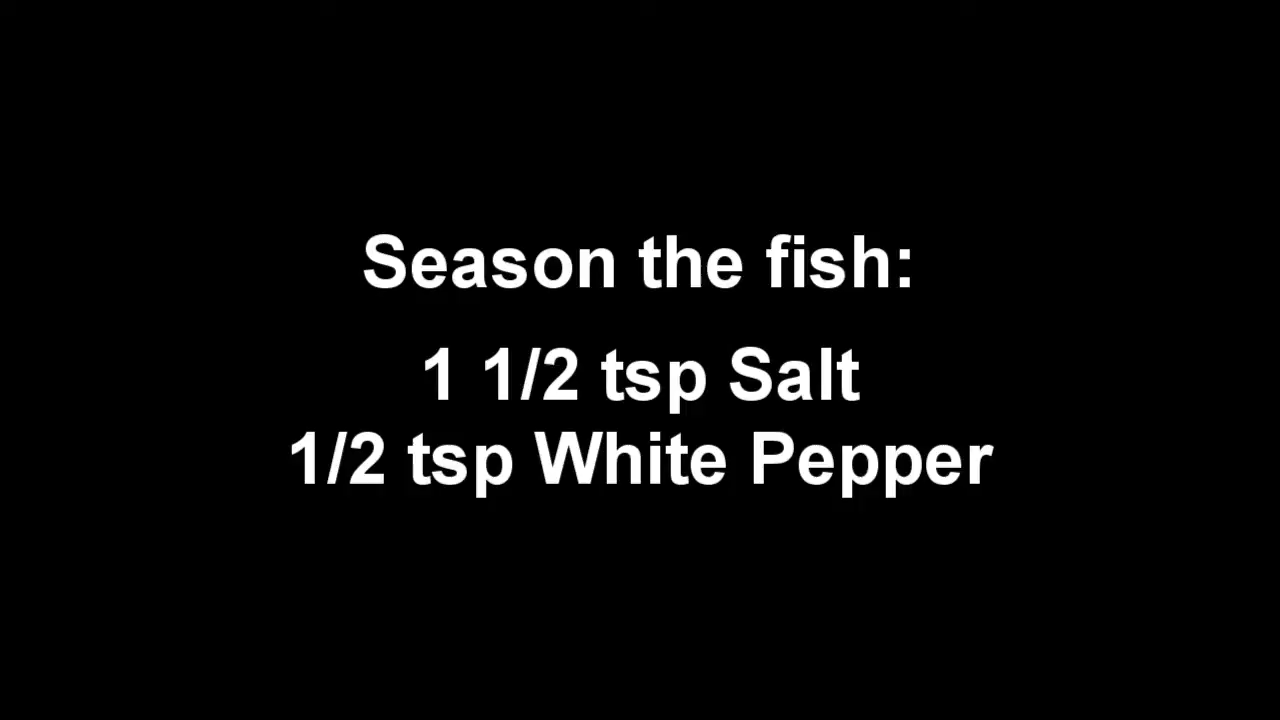 Season the fish:
1 1/2 tsp Salt
1/2 tsp White Pepper